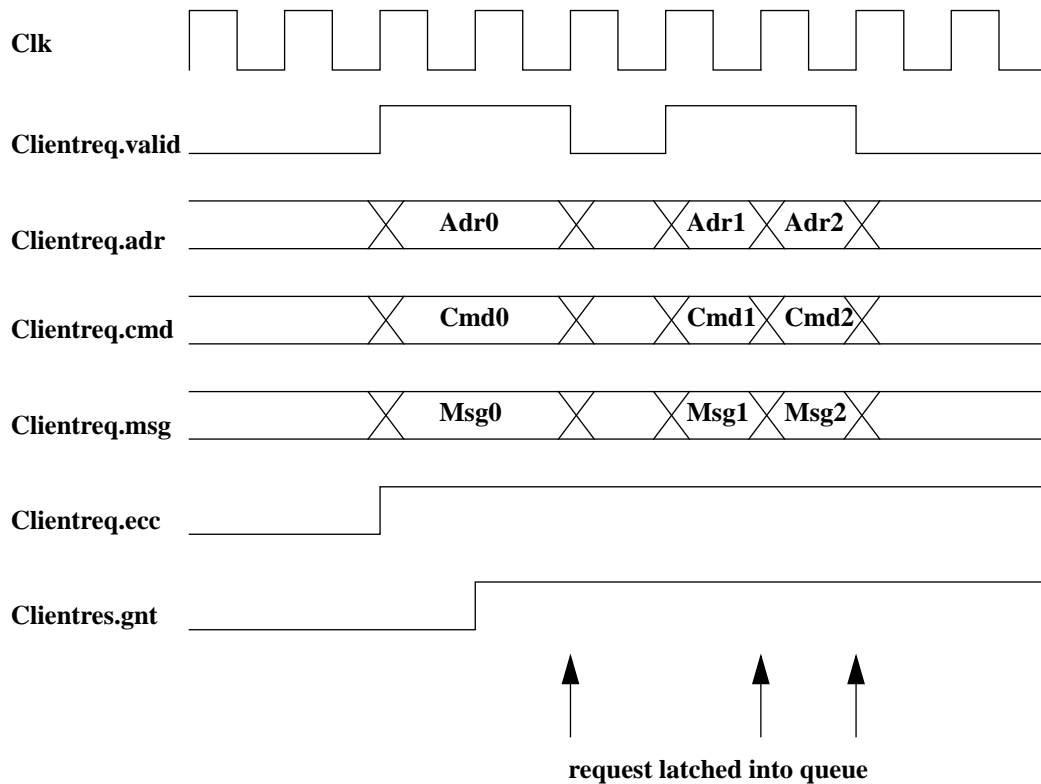 Clk
Clientreq.valid
Clientreq.adr
Adr0 Adr1 Adr2
Clientreq.cmd
Cmd0 Cmd1 Cmd2
Clientreq.msg
Msg0 Msg1 Msg2
Clientreq.ecc
Clientres.gnt
request latched into queue